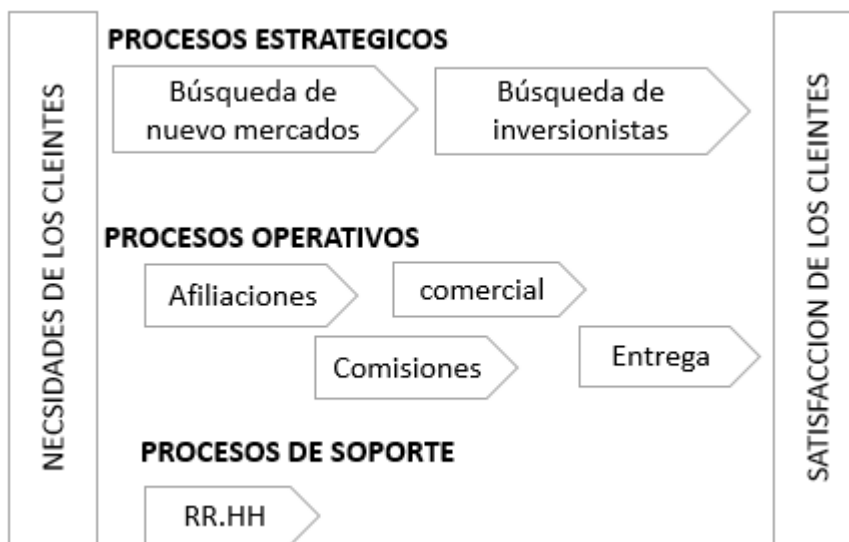 NECSIDADES DE LOS CLEINTES
PROCESOS ESTRATEGICOS
Búsqueda de
nuevo mercados
Búsqueda de
inversionistas
PROCESOS OPERATIVOS
Afiliaciones
comercial
Comisiones
Entrega
PROCESOS DE SOPORTE
RR.HH
SATISFACCION DE LOS CLEINTES